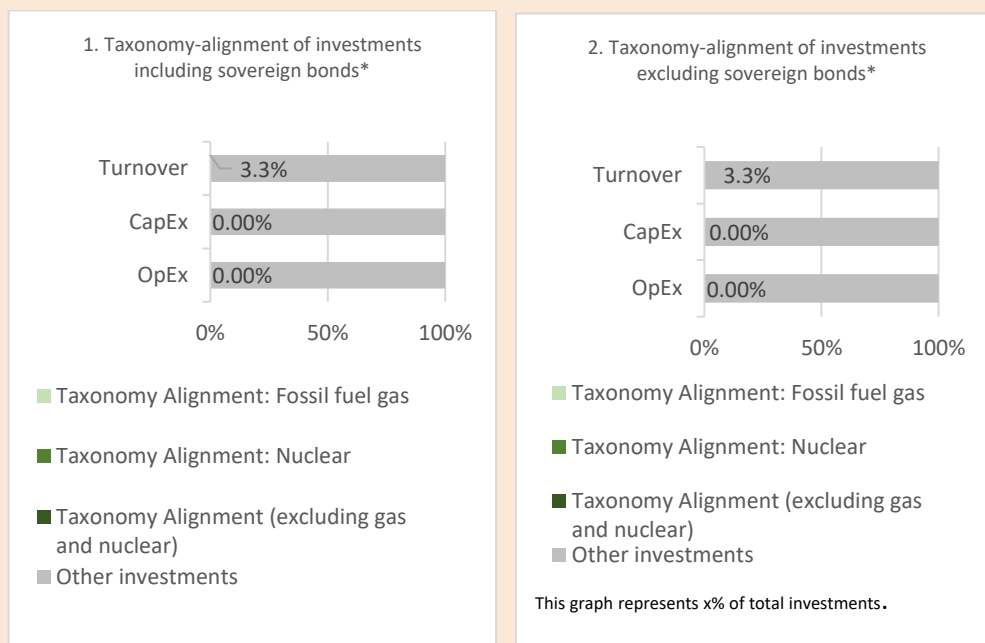 1. Taxonomy-alignment of investments
including sovereign bonds*
Turnover
3.3%
CapEx
0.00%
OpEx
0.00%
0%
50%
100%
Taxonomy Alignment: Fossil fuel gas
Taxonomy Alignment: Nuclear
Taxonomy Alignment (excluding gas
and nuclear)
Other investments
2. Taxonomy-alignment of investments
excluding sovereign bonds*
Turnover
3.3%
CapEx
0.00%
OpEx
0.00%
0%
50%
100%
Taxonomy Alignment: Fossil fuel gas
Taxonomy Alignment: Nuclear
Taxonomy Alignment (excluding gas
and nuclear)
Other investments
This graph represents x% of total investments.